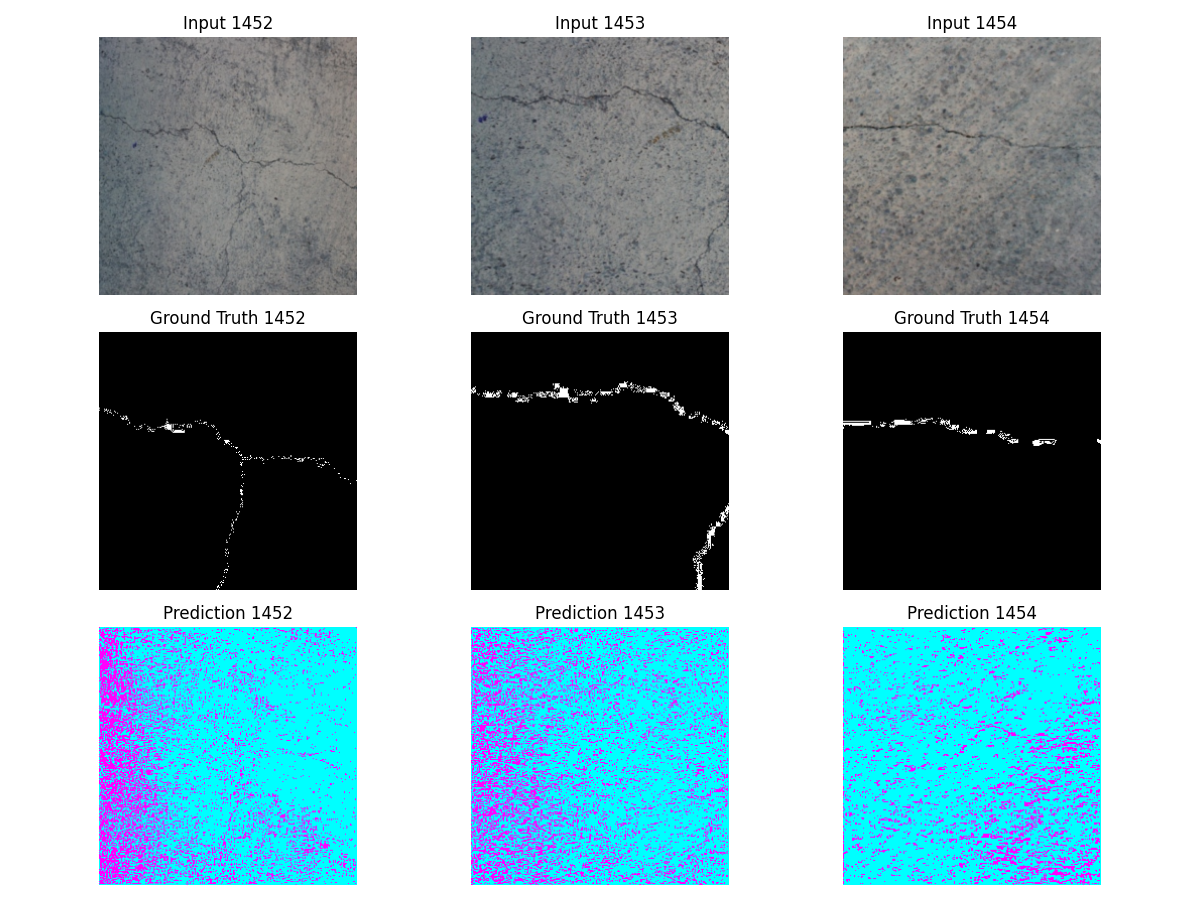 Input 1452
Input 1453
Input 1454
Ground Truth 1452
Ground Truth 1453
Ground Truth 1454
Prediction 1452
Prediction 1453
Prediction 1454